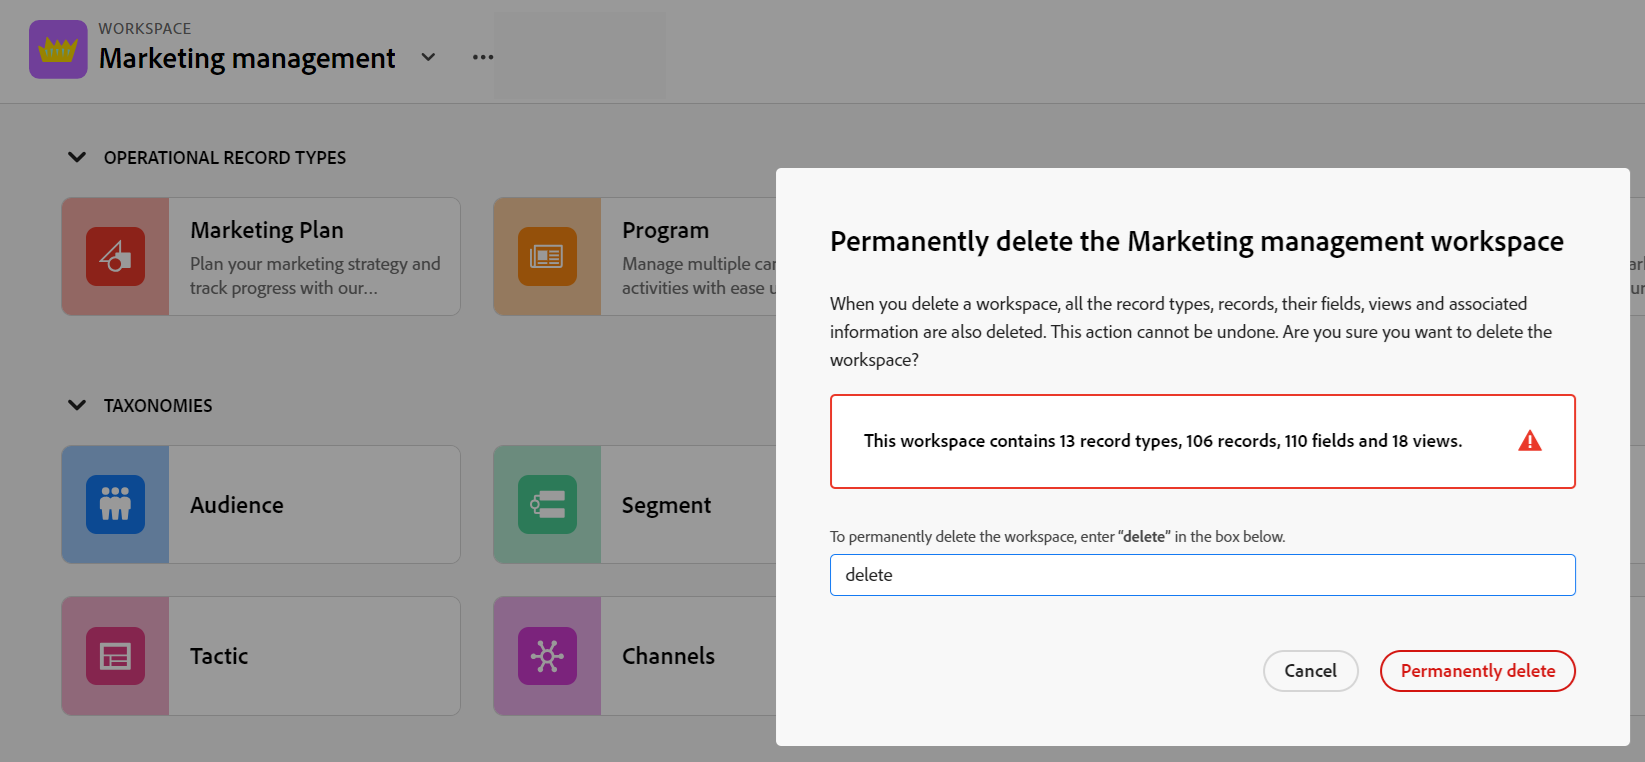 WORKSPACE
Marketing management
OPERATIONAL RECORD TYPES
Marketing Plan
Plan your marketing strategy and
track progress with our…
Program
Manage multiple
activities with ease
TAXONOMIES
Audience
Segment
Tactic
Channels
Permanently delete the Marketing management workspace
When you delete a workspace, all the record types, records, their fields, views and associated
information are also deleted. This action cannot be undone. Are you sure you want to delete the
workspace?
This workspace contains 13 record types, 106 records, 110 fields and 18 views.
To permanently delete the workspace, enter “delete” in the box below.
delete
Cancel
Permanently delete